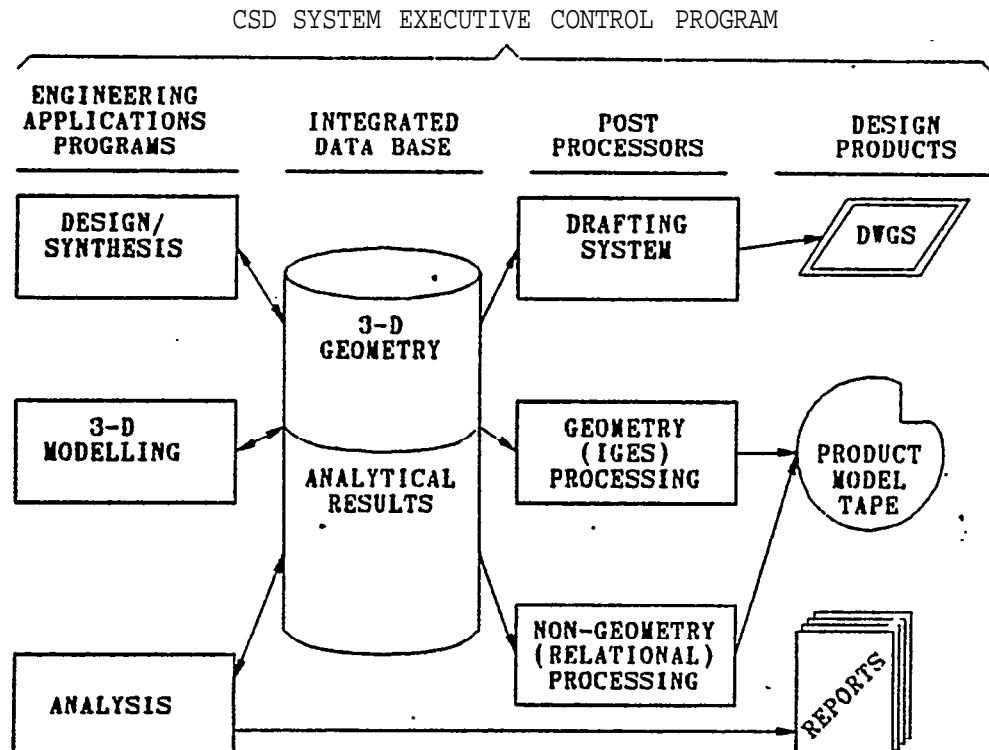 CSD SYSTEM EXECUTIVE CONTROL PROGRAM
ENGINEERING
APPLICATIONS
PROGRAMS
INTEGRATED
DATA BASE
POST
PROCESSORS
DESIGN
PRODUCTS
DESIGN/
SYNTHESIS
DRAFTING
SYSTEM
DWGS
3-D
GEOMETRY
3-D
MODELLING
ANALYTICAL
RESULTS
GEOMETRY
(IGES)
PROCESSING
PRODUCT
MODEL
TAPE
ANALYSIS
NON-GEOMETRY
(RELATIONAL)
PROCESSING
REPORTS